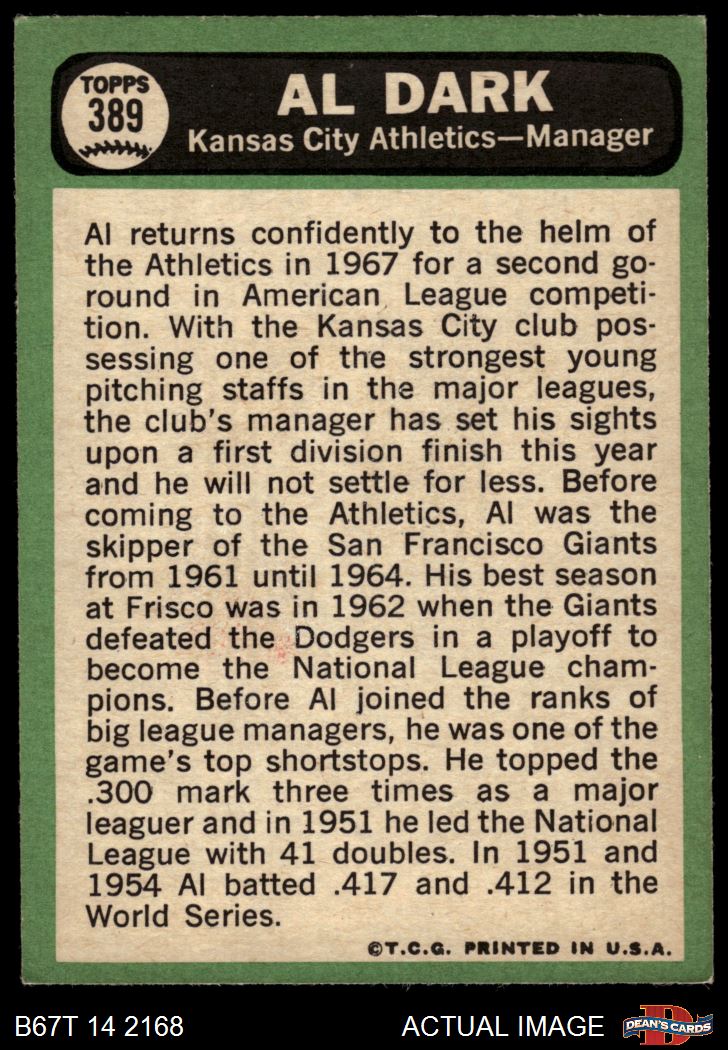 TOPPS
389
AL DARK
Kansas City Athletics—Manager
Al returns confidently to the helm of
the Athletics in 1967 for a second go-
round in American League competi-
tion. With the Kansas City club pos-
sessing one of the strongest young
pitching staffs in the major leagues,
the club's manager has set his sights
upon a first division finish this year
and he will not settle for less. Before
coming to the Athletics, Al was the
skipper of the San Francisco Giants
from 1961 until 1964. His best season
at Frisco was in 1962 when the Giants
defeated the Dodgers in a playoff to
become the National League cham-
pions. Before Al joined the ranks of
big league managers, he was one of the
game's top shortstops. He topped the
.300 mark three times as a major
leaguer and in 1951 he led the National
League with 41 doubles. In 1951 and
1954 Al batted .417 and .412 in the
World Series.
©T.C.G. PRINTED IN U.S.A.
B67T 14 2168 ACTUAL IMAGE
D
DEAN'S CARDS